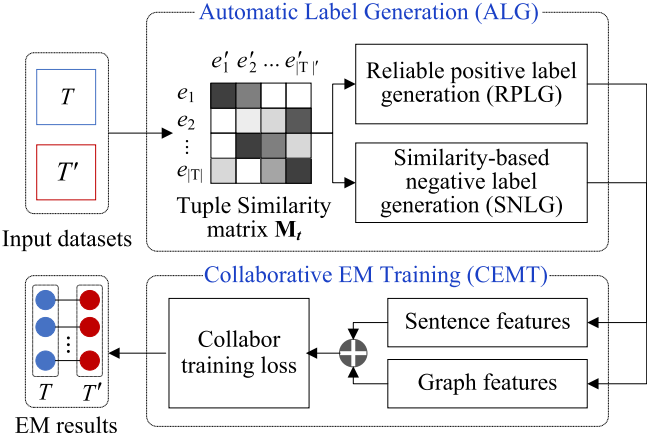 Automatic Label Generation (ALG)
T
T′
Input datasets
e′1 e′2 ... e′|T|′
e1
e2
⋮
e|T|
Tuple Similarity
matrix Mt
Reliable positive label
generation (RPLG)
Similarity-based
negative label
generation (SNLG)
Collaborative EM Training (CEMT)
Sentence features
Graph features
Collabor
training loss
⋮
T T′
EM results